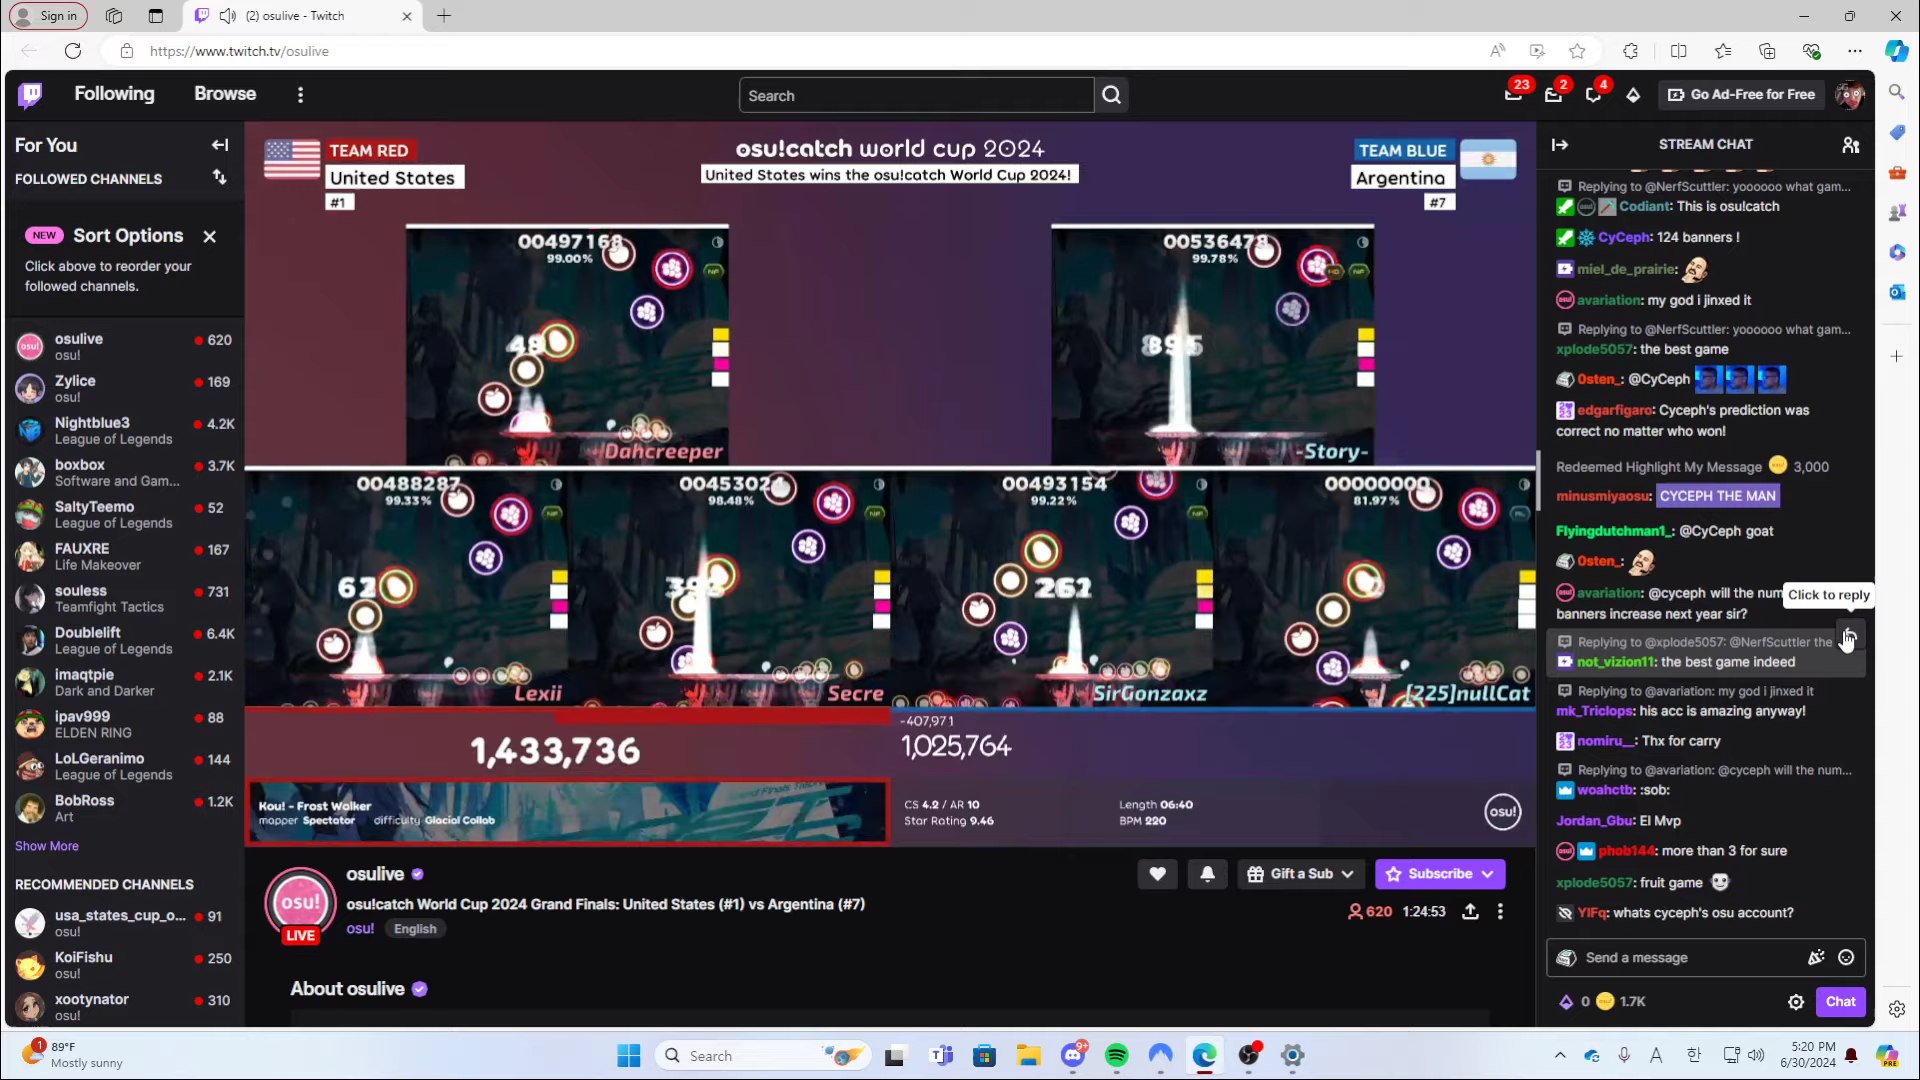 Sign in
(2) osulive - Twitch
https://www.twitch.tv/osulive
Following
Browse
Search
23
2
4
Go Ad-Free for Free
For You
FOLLOWED CHANNELS
NEW
Sort Options
Click above to reorder your
followed channels.
osulive
620
osu!
Zylice
169
osu!
Nightblue3
4.2K
League of Legends
boxbox
3.7K
Software and Gam...
SaltyTeemo
52
League of Legends
FAUXRE
167
Life Makeover
souless
731
Teamfight Tactics
Doublelift
6.4K
League of Legends
imaqtpie
2.1K
Dark and Darker
ipav999
88
ELDEN RING
LoLGeranimo
144
League of Legends
BobRoss
1.2K
Art
Show More
RECOMMENDED CHANNELS
usa_states_cup_o...
91
osu!
KoiFishu
250
osu!
xootynator
310
osu!
TEAM RED
United States
#1
osu!catch world cup 2024
United States wins the osu!catch World Cup 2024!
TEAM BLUE
Argentina
#7
00497168
99.00%
Dahcreeper
00536478
99.78%
895
-Story-
00488287
99.33%
Lexii
98.48%
Secre
00493154
99.22%
261
SirGonzaxz
00000000
81.97%
[225]nullCat
1,433,736
-407,971
1,025,764
Kou! - Frost Walker
mapper Spectator difficulty Glacial Collab
CS 4.2 / AR 10
Star Rating 9.46
Length 06:40
BPM 220
osu!
osu!
LIVE
osulive
osu!catch World Cup 2024 Grand Finals: United States (#1) vs Argentina (#7)
osu!
English
Gift a Sub
Subscribe
620
1:24:53
About osulive
STREAM CHAT
Replying to @NerfScuttler: yoooooo what gam...
Codiant: This is osu!catch
CyCeph: 124 banners !
miel_de_prairie:
avariation: my god i jinxed it
Replying to @NerfScuttler: yoooooo what gam...
xplode5057: the best game
0sten_: @CyCeph
edgarfigaro: Cyceph's prediction was
correct no matter who won!
Redeemed Highlight My Message 3,000
minusmiyaosu: CYCEPH THE MAN
Flyingdutchman1_: @CyCeph goat
0sten_:
avariation: @cyceph will the num
Click to reply
banners increase next year sir?
Replying to @xplode5057: @NerfScuttler the
not_vizion11: the best game indeed
Replying to @avariation: my god i jinxed it
mk_Triclops: his acc is amazing anyway!
nomiru__: Thx for carry
Replying to @avariation: @cyceph will the num...
woahctb: :sob:
Jordan_Gbu: El Mvp
phob144: more than 3 for sure
xplode5057: fruit game
YIFq: whats cyceph's osu account?
Send a message
0
1.7K
Chat
1
89°F
Mostly sunny
Search
9+
A
한
5:20 PM
6/30/2024
PRE